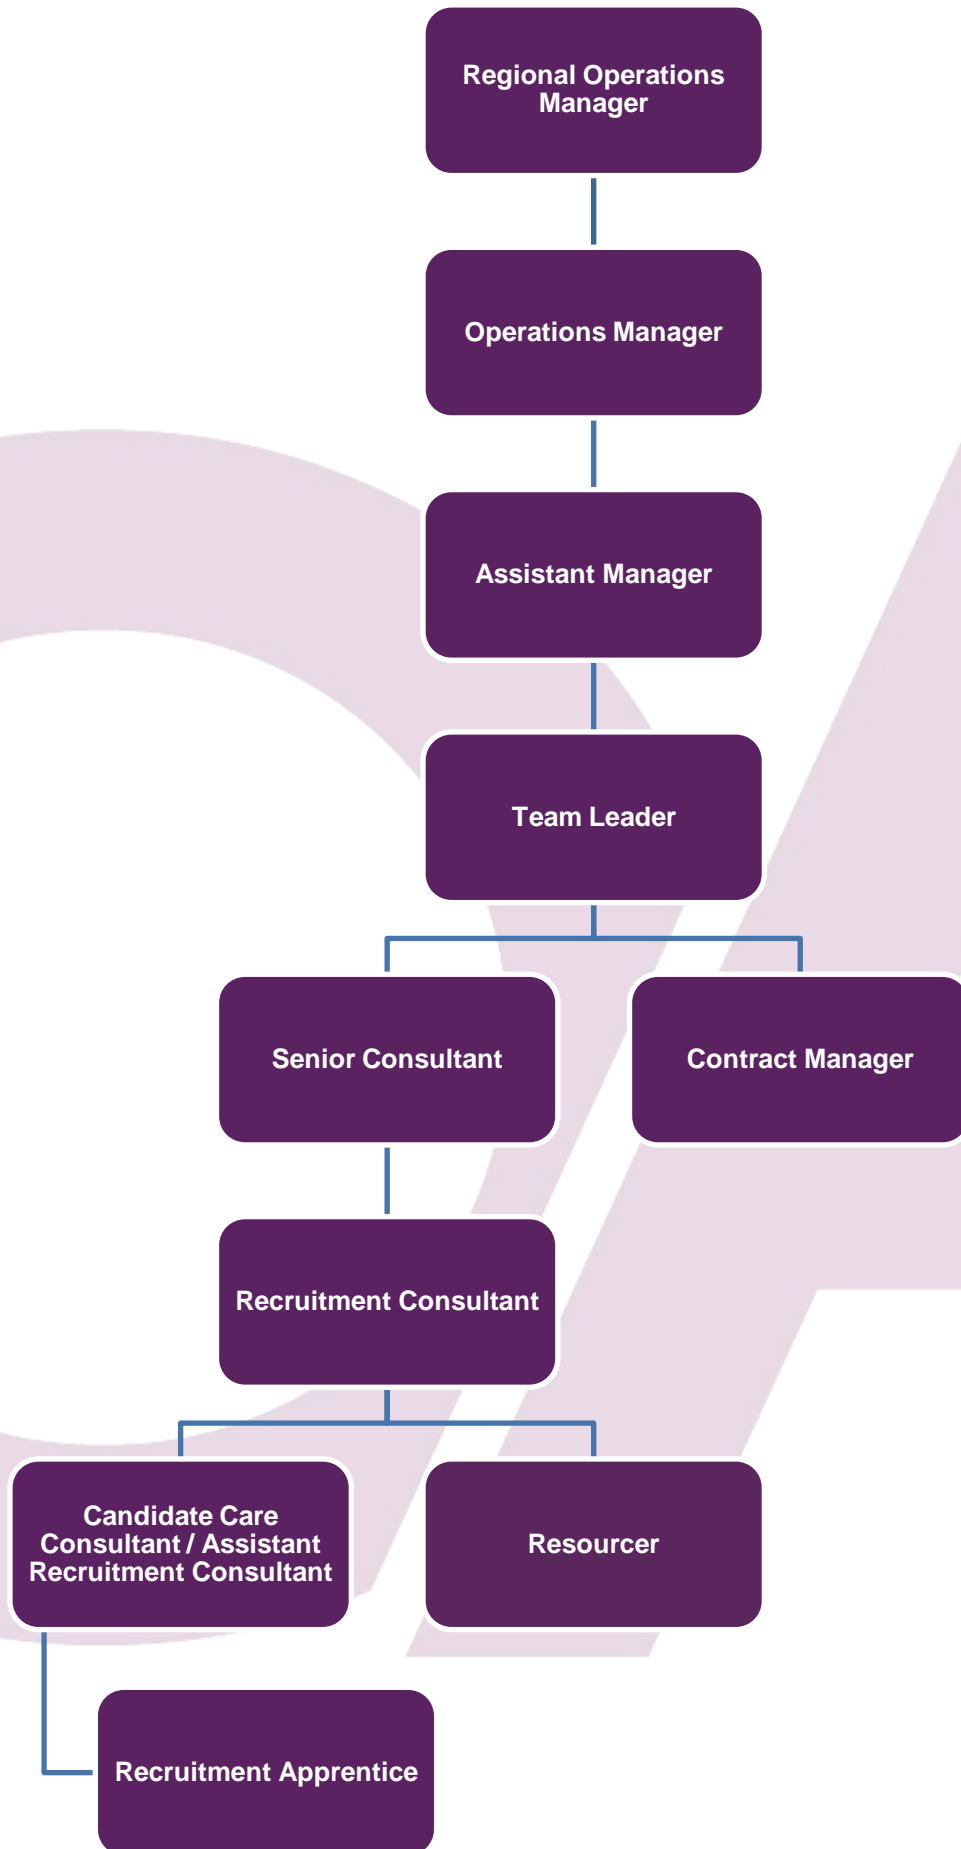 Regional Operations
Manager
Operations Manager
Assistant Manager
Team Leader
Senior Consultant
Contract Manager
Recruitment Consultant
Candidate Care
Consultant / Assistant
Recruitment Consultant
Resourcer
Recruitment Apprentice